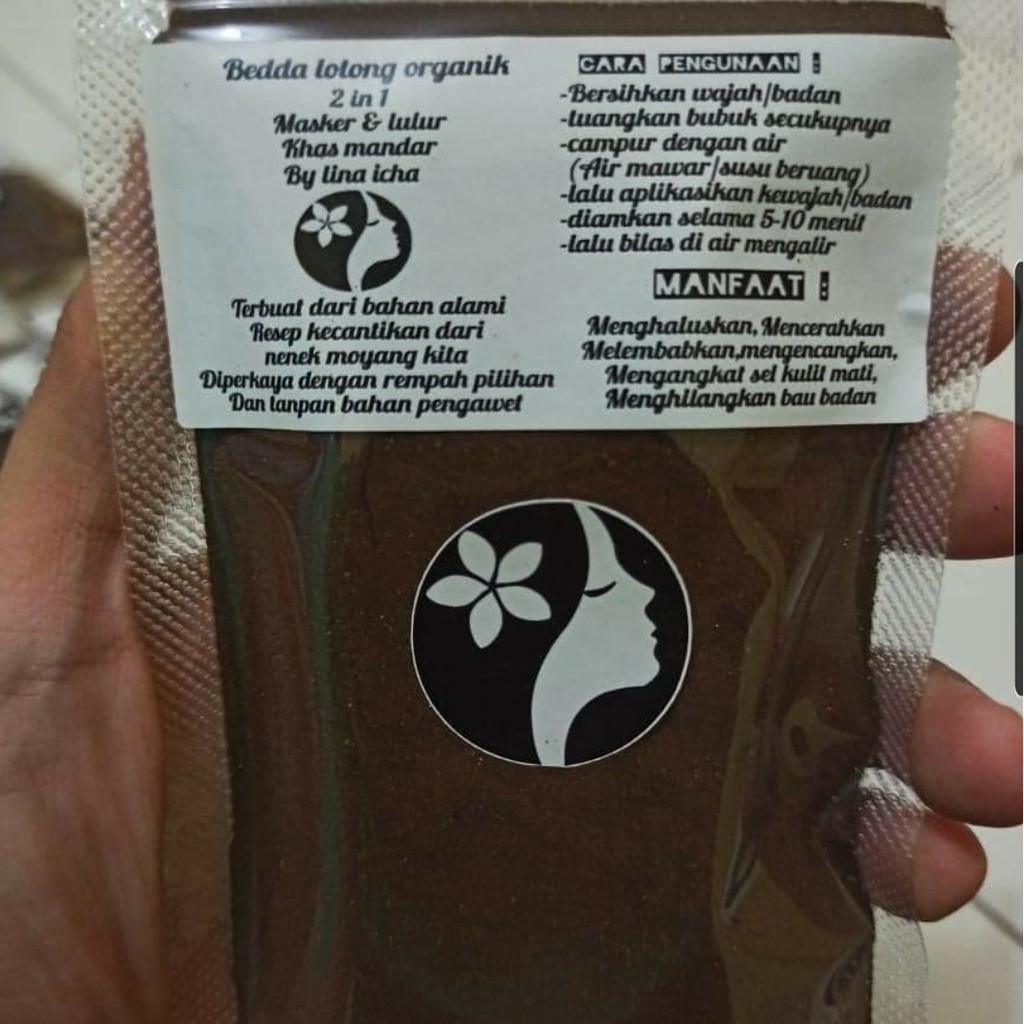 Bedda lotong organik
2 in 1
Masker & lulur
Khas mandar
By lina icha
Terbuat dari bahan alami
Resep kecantikan dari
nenek moyang kita
Diperkaya dengan rempah pilihan
Dan tanpan bahan pengawet
CARA PENGUNAAN :
-Bersihkan wajah/badan
-tuangkan bubuk secukupnya
-campur dengan air
(Air mawar/susu beruang)
-lalu aplikasikan kewajah/badan
-diamkan selama 5-10 menit
-lalu bilas di air mengalir
MANFAAT :
Menghaluskan, Mencerahkan
Melembabkan,mengencangkan,
Mengangkat sel kulit mati,
Menghilangkan bau badan